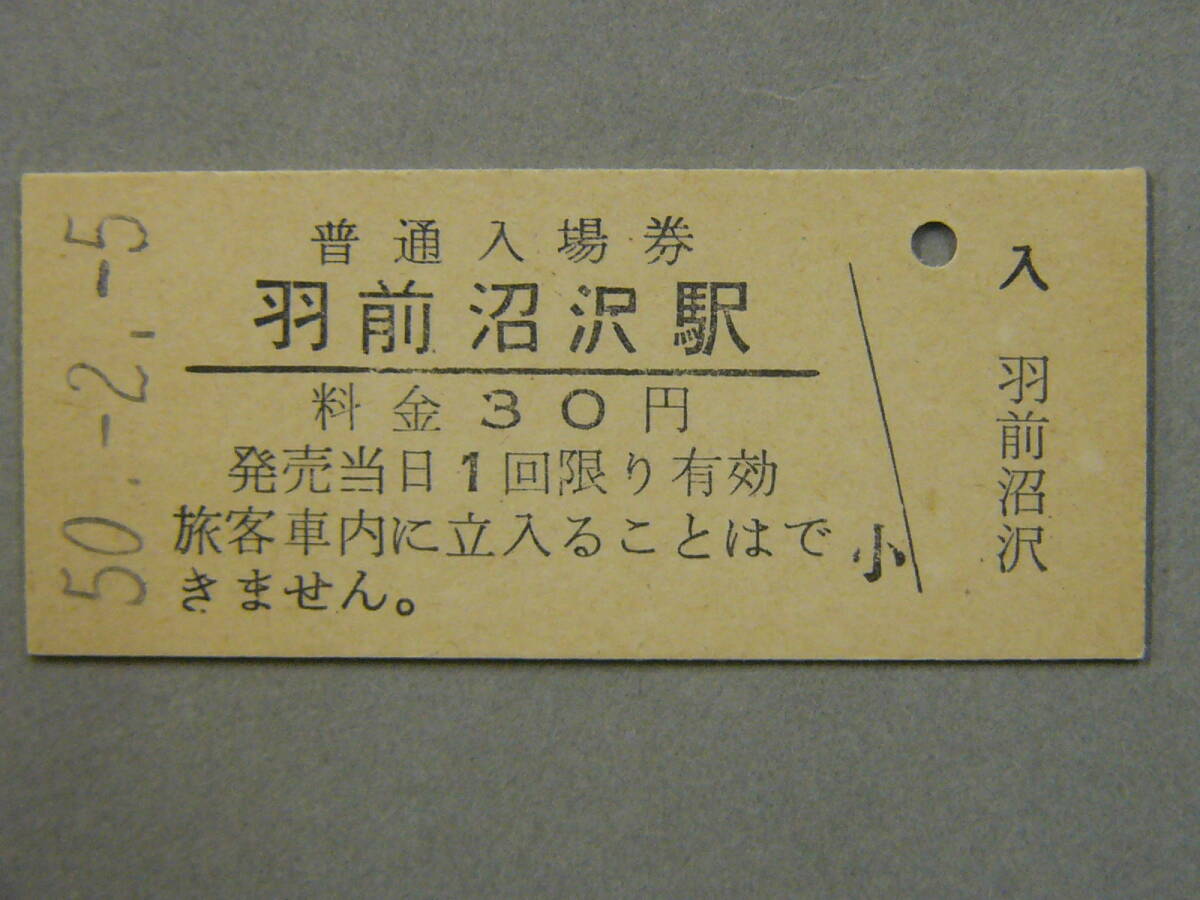 50.-2.-5
普通入場券
羽前沼沢駅
料金30円
発売当日1回限り有効
旅客車内に立入ることはで
きません。
小
入
羽前沼沢